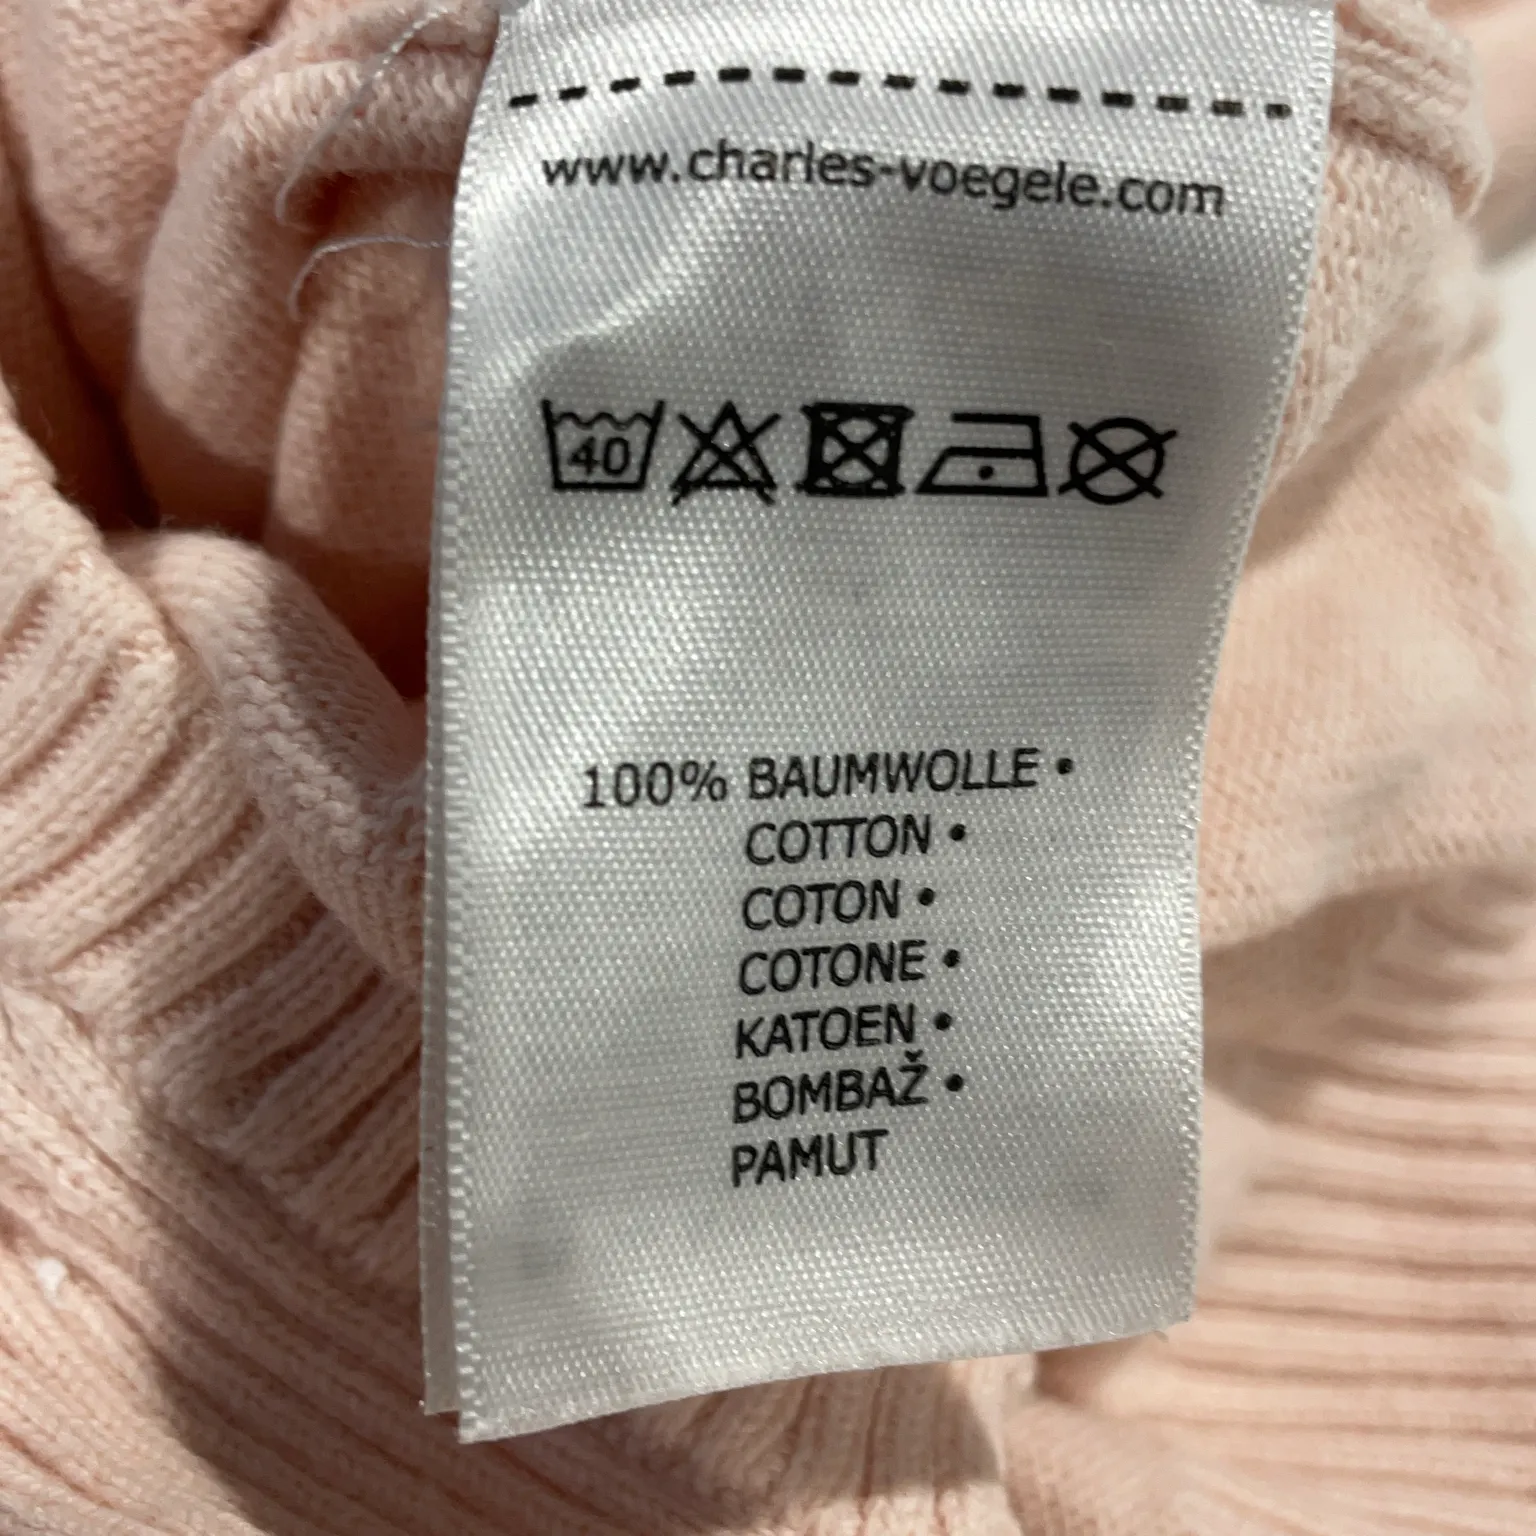 www.charles-voegele.com
40
100% BAUMWOLLE •
COTTON •
COTON •
COTONE •
KATOEN •
BOMBAŽ •
PAMUT